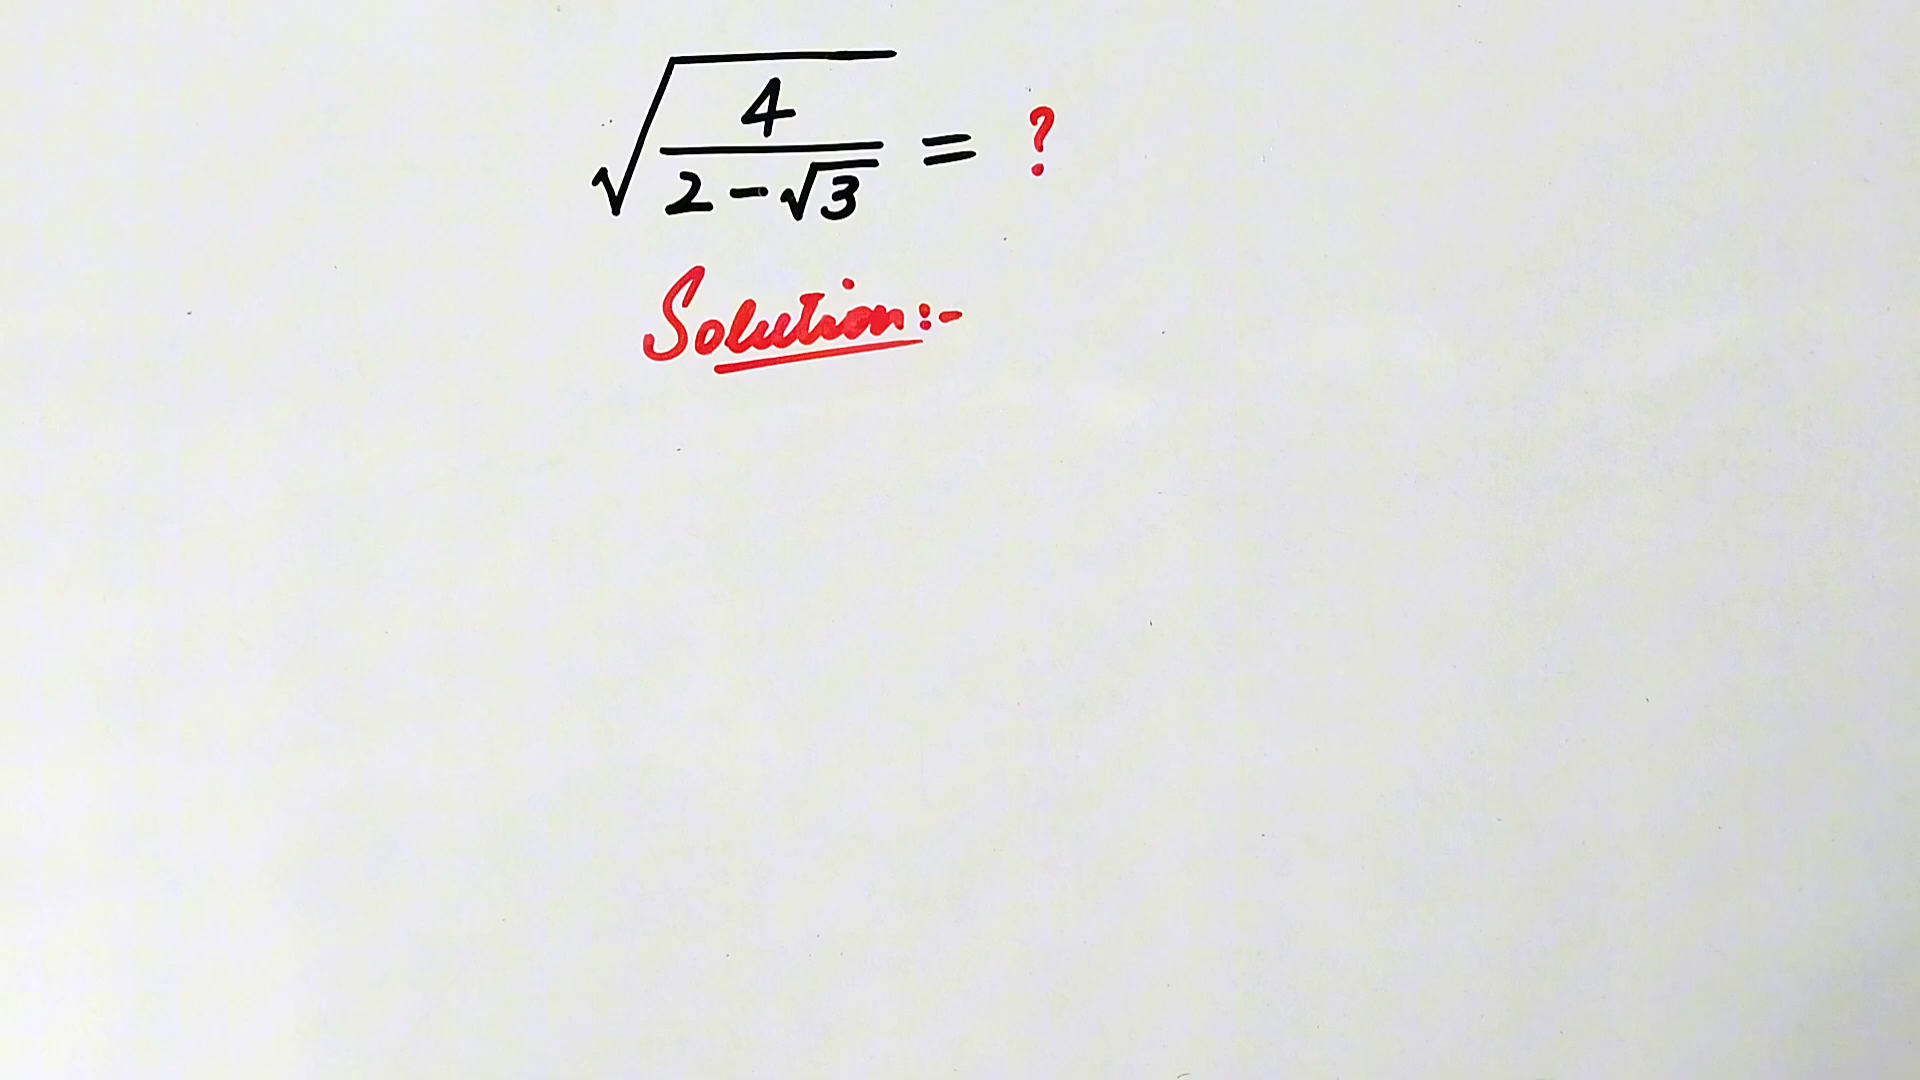 √(4/(2-√3)) = ?
Solution:-